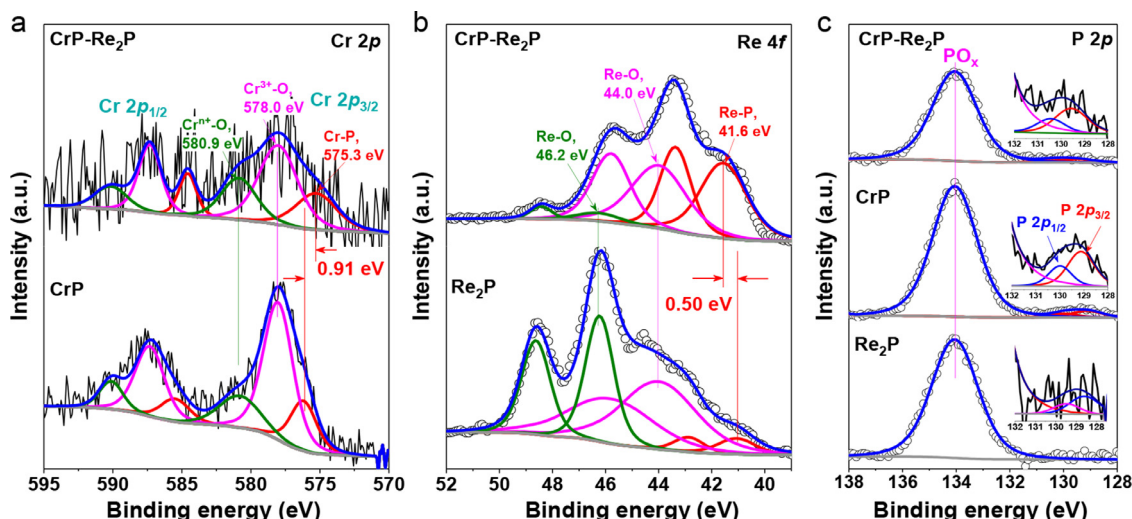 a
CrP-Re₂P
Cr 2p
Cr 2p₁/₂
Cr³⁺-O,
578.0 eV
Cr 2p₃/₂
Crⁿ⁺-O,
580.9 eV
Cr-P,
575.3 eV
0.91 eV
CrP
Intensity (a.u.)
595 590 585 580 575 570
Binding energy (eV)
b
CrP-Re₂P
Re 4f
Re-O,
44.0 eV
Re-O,
46.2 eV
Re-P,
41.6 eV
0.50 eV
Re₂P
Intensity (a.u.)
52 50 48 46 44 42 40
Binding energy (eV)
c
CrP-Re₂P
P 2p
POₓ
132 131 130 129 128
CrP
P 2p₁/₂
P 2p₃/₂
132 131 130 129 128
Re₂P
132 131 130 129 128
Intensity (a.u.)
138 136 134 132 130 128
Binding energy (eV)